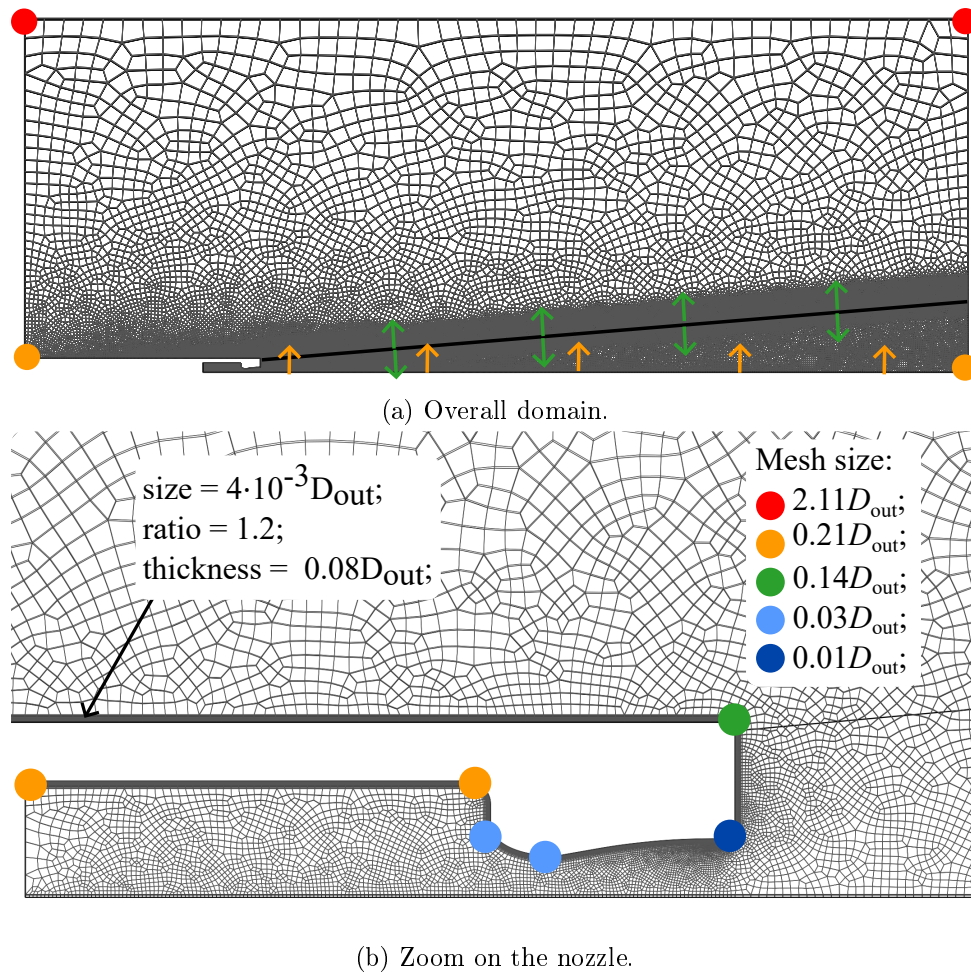 (a) Overall domain.
size = 4·10⁻³D_out;
ratio = 1.2;
thickness = 0.08D_out;
Mesh size:
2.11D_out;
0.21D_out;
0.14D_out;
0.03D_out;
0.01D_out;
(b) Zoom on the nozzle.